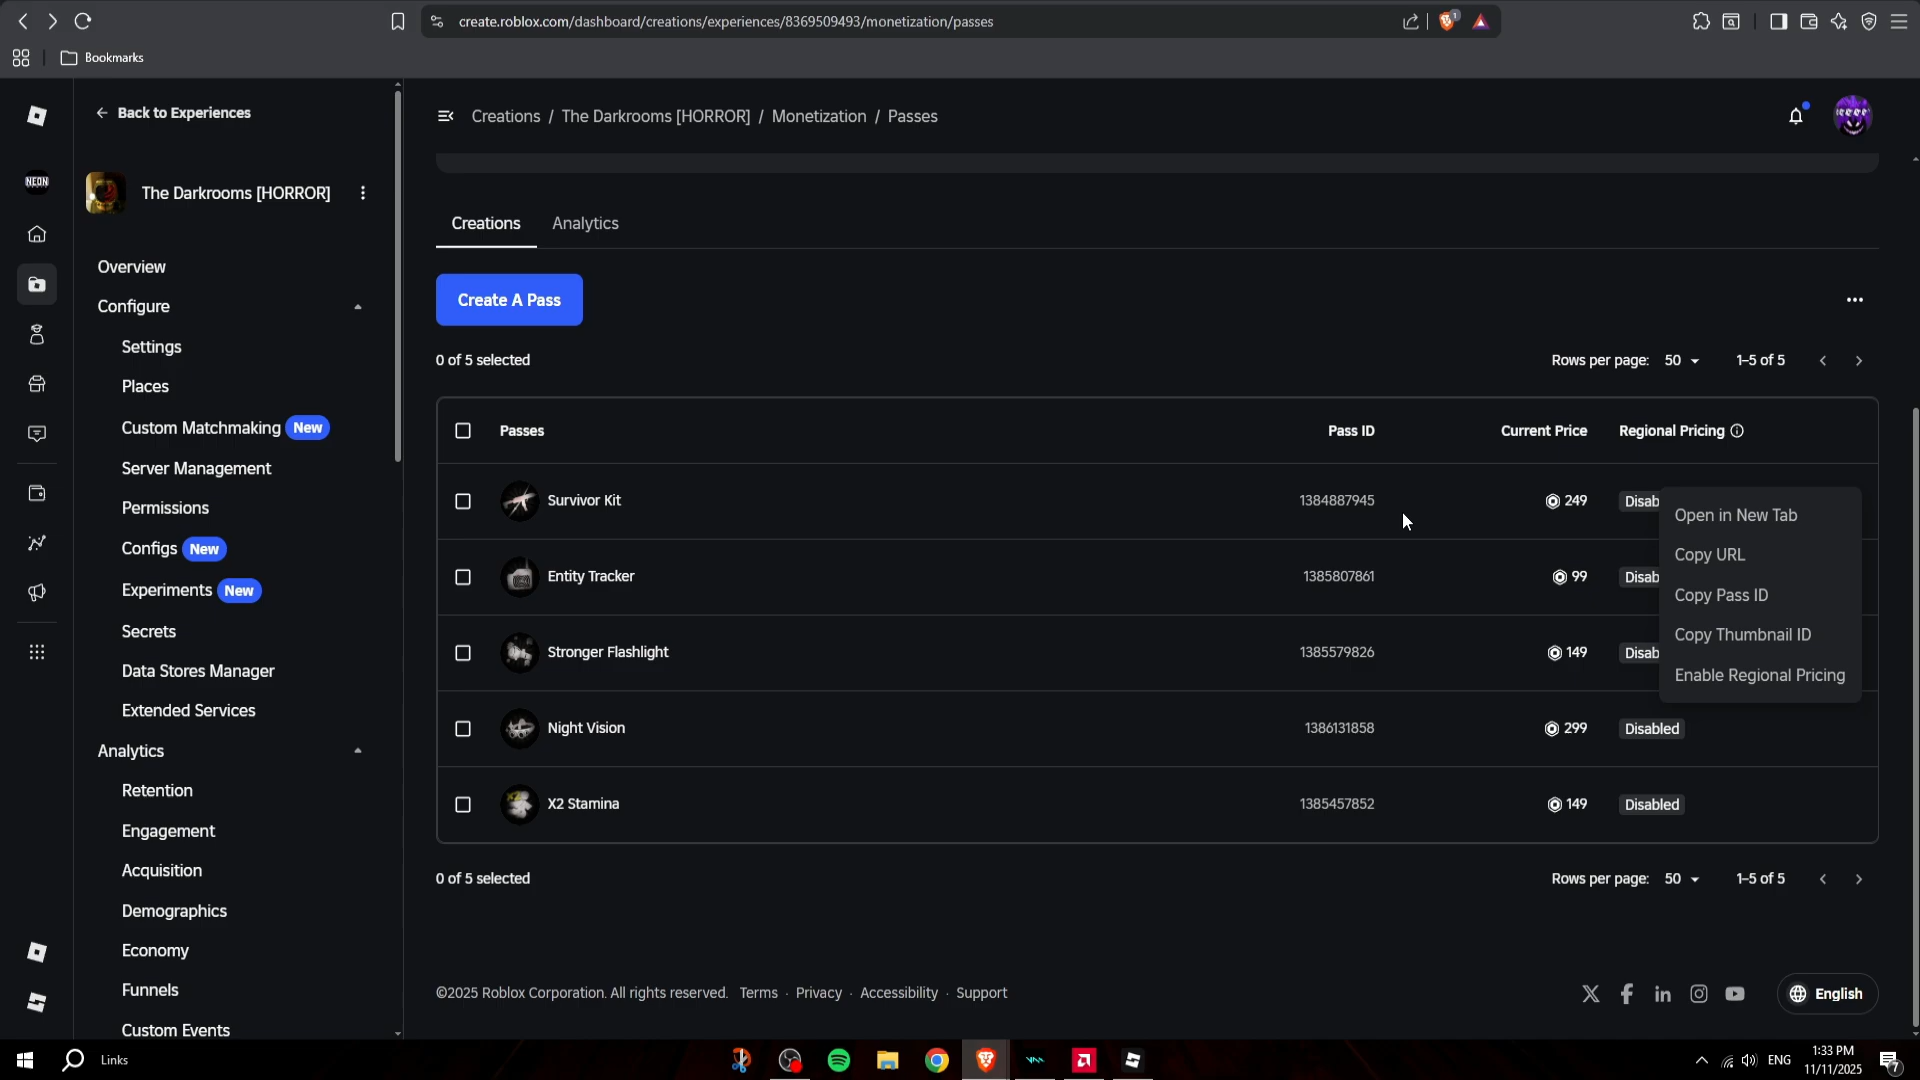 create.roblox.com/dashboard/creations/experiences/8369509493/monetization/passes
1
Bookmarks
Back to Experiences
Creations / The Darkrooms [HORROR] / Monetization / Passes
NEON
The Darkrooms [HORROR]
Overview
Configure
Settings
Places
Custom Matchmaking New
Server Management
Permissions
Configs New
Experiments New
Secrets
Data Stores Manager
Extended Services
Analytics
Retention
Engagement
Acquisition
Demographics
Economy
Funnels
Custom Events
Creations Analytics
Create A Pass
0 of 5 selected Rows per page: 50 1–5 of 5
Passes Pass ID Current Price Regional Pricing
Survivor Kit 1384887945 249 Disab
Entity Tracker 1385807861 99 Disab
Stronger Flashlight 1385579826 149 Disab
Night Vision 1386131858 299 Disabled
X2 Stamina 1385457852 149 Disabled
Open in New Tab
Copy URL
Copy Pass ID
Copy Thumbnail ID
Enable Regional Pricing
0 of 5 selected Rows per page: 50 1–5 of 5
©2025 Roblox Corporation. All rights reserved. Terms · Privacy · Accessibility · Support
English
Links
ENG
1:33 PM
11/11/2025
7